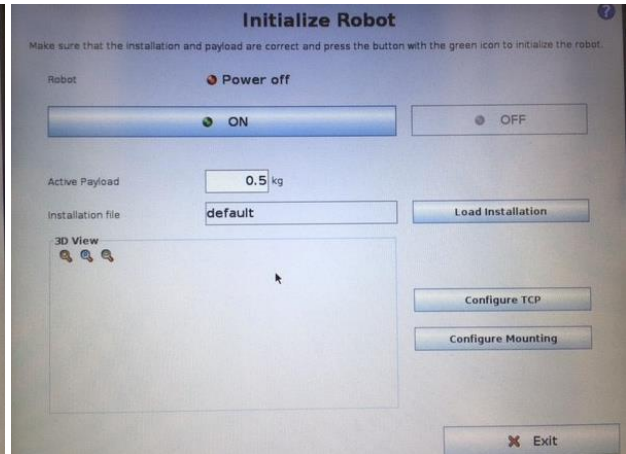 Initialize Robot
?
Make sure that the installation and payload are correct and press the button with the green icon to initialize the robot.
Robot
Power off
ON
OFF
Active Payload
0.5 kg
Installation file
default
Load Installation
3D View
Configure TCP
Configure Mounting
Exit